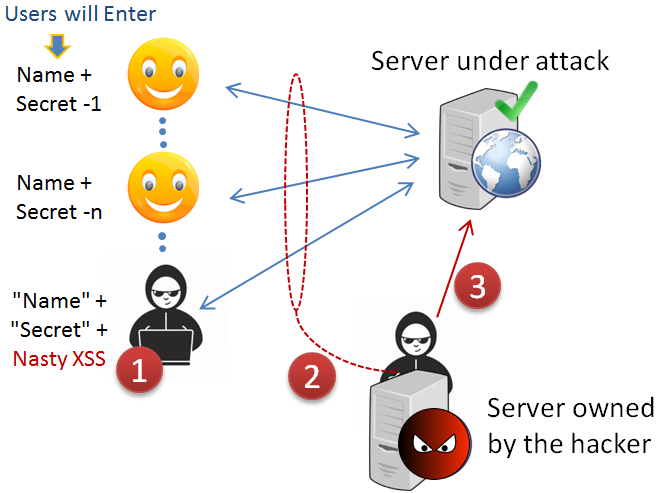 Users will Enter
Name +
Secret -1
Server under attack
Name +
Secret -n
"Name" +
"Secret" +
Nasty XSS
1
2
3
Server owned
by the hacker